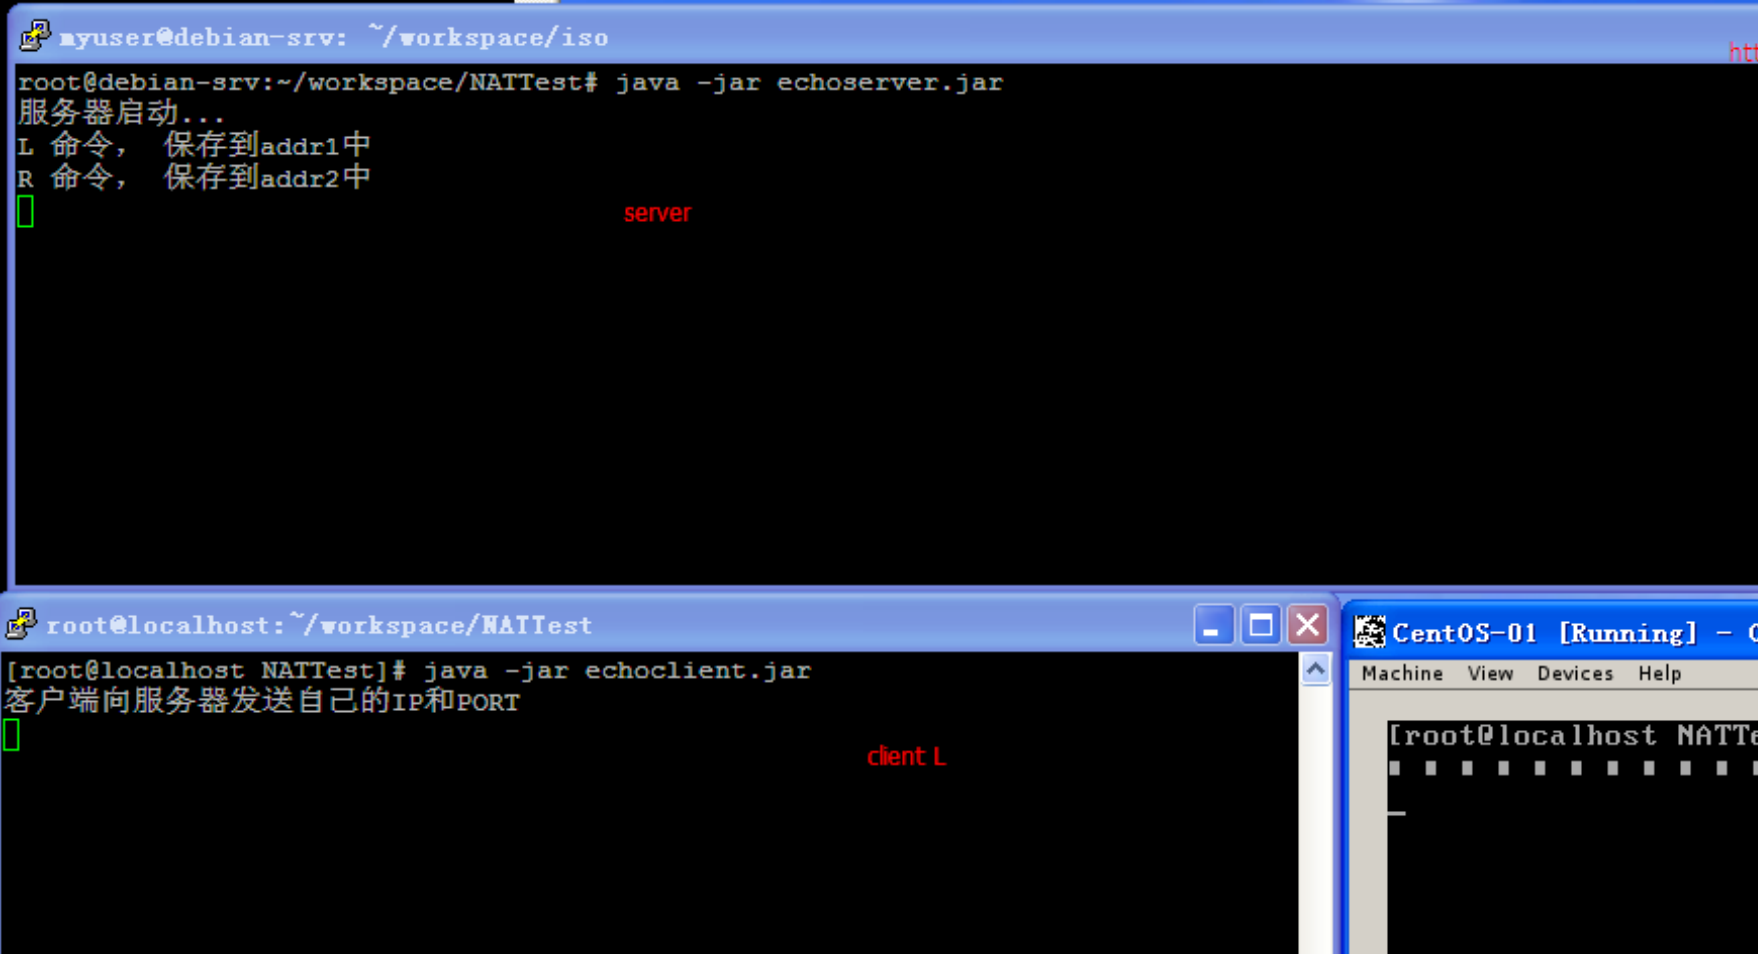 myuser@debian-srv: ~/workspace/iso
htt
root@debian-srv:~/workspace/NATTest# java -jar echoserver.jar
服务器启动...
L 命令， 保存到addr1中
R 命令， 保存到addr2中
server
root@localhost:~/workspace/NATTest
[root@localhost NATTest]# java -jar echoclient.jar
客户端向服务器发送自己的IP和PORT
client L
CentOS-01 [Running] -
Machine View Devices Help
[root@localhost NATTe